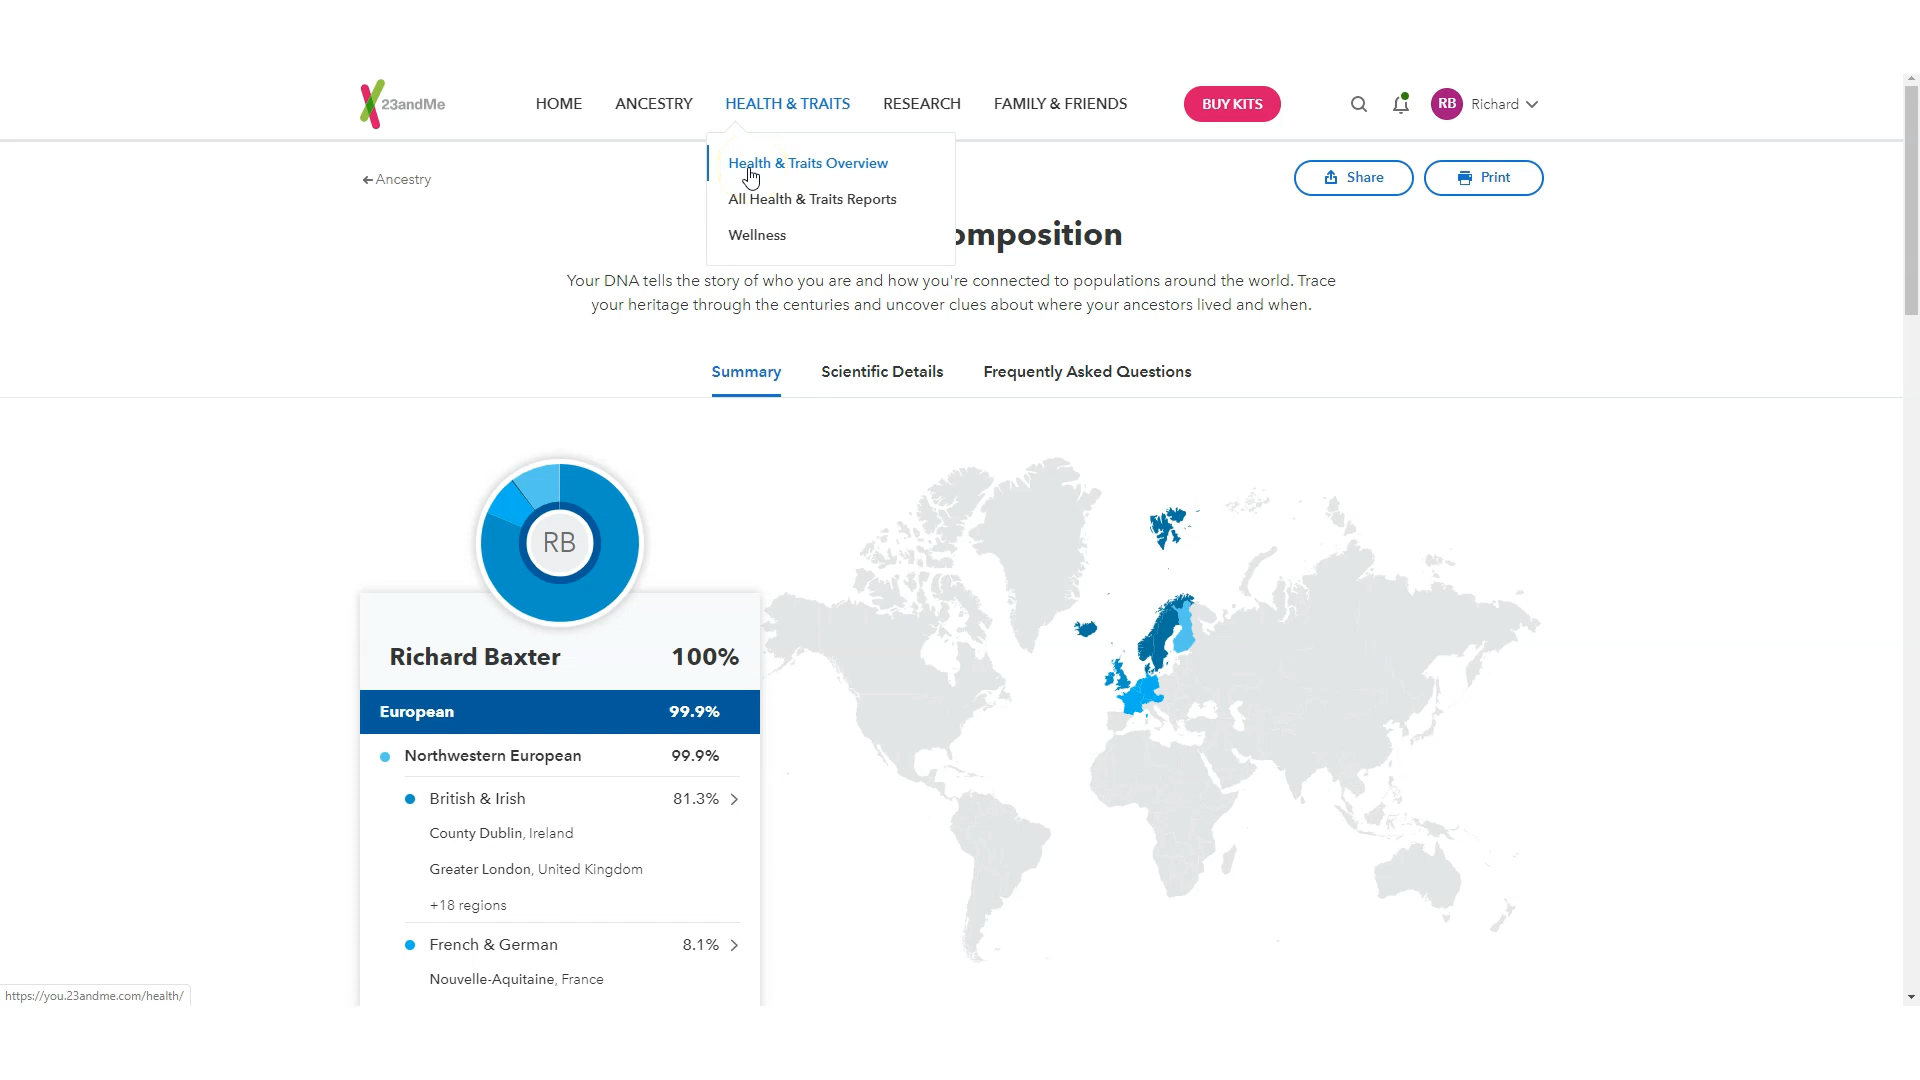 23andMe
HOME
ANCESTRY
HEALTH & TRAITS
RESEARCH
FAMILY & FRIENDS
BUY KITS
RB
Richard
Health & Traits Overview
All Health & Traits Reports
Wellness
Ancestry
Share
Print
omposition
Your DNA tells the story of who you are and how you're connected to populations around the world. Trace
your heritage through the centuries and uncover clues about where your ancestors lived and when.
Summary
Scientific Details
Frequently Asked Questions
RB
Richard Baxter 100%
European 99.9%
Northwestern European 99.9%
British & Irish 81.3%
County Dublin, Ireland
Greater London, United Kingdom
+18 regions
French & German 8.1%
Nouvelle-Aquitaine, France
https://you.23andme.com/health/